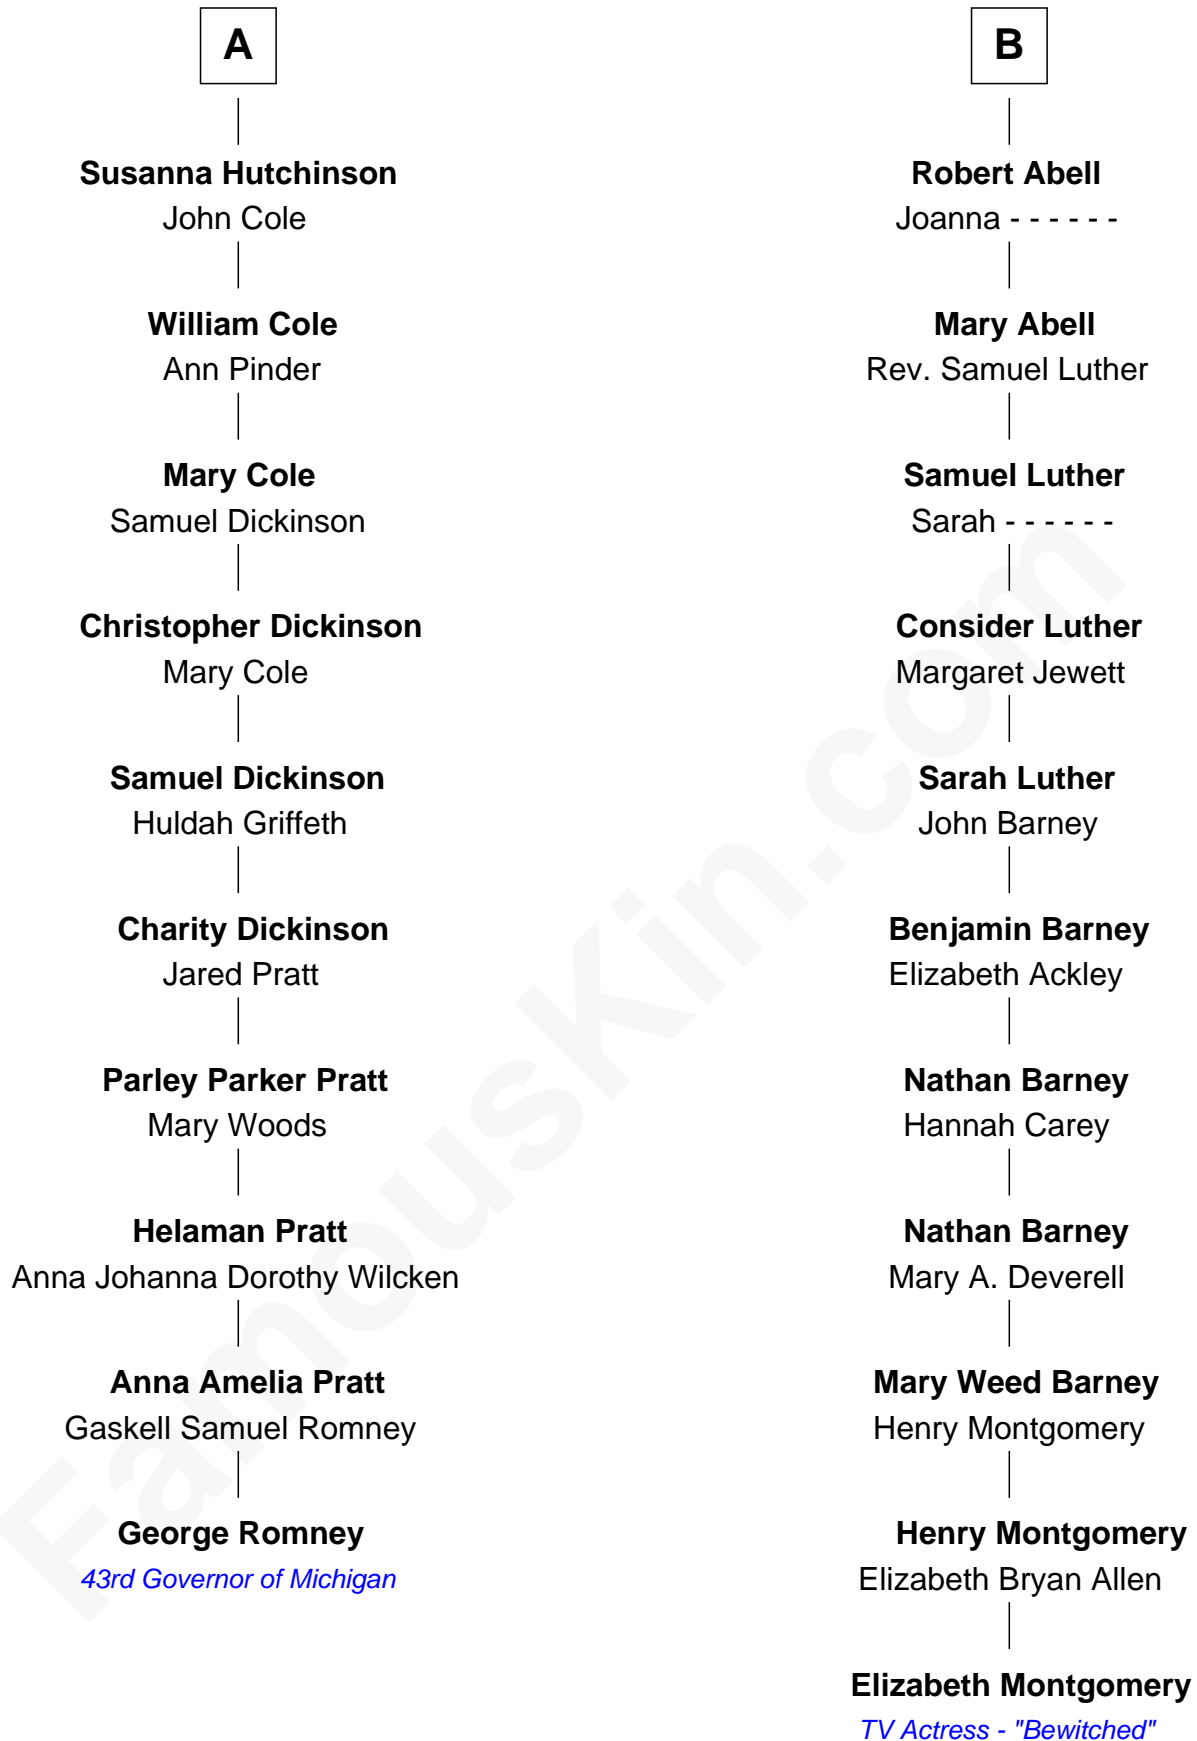 A
Susanna Hutchinson
John Cole
William Cole
Ann Pinder
Mary Cole
Samuel Dickinson
Christopher Dickinson
Mary Cole
Samuel Dickinson
Huldah Griffeth
Charity Dickinson
Jared Pratt
Parley Parker Pratt
Mary Woods
Helaman Pratt
Anna Johanna Dorothy Wilcken
Anna Amelia Pratt
Gaskell Samuel Romney
George Romney
43rd Governor of Michigan
B
Robert Abell
Joanna - - - - - -
Mary Abell
Rev. Samuel Luther
Samuel Luther
Sarah - - - - - -
Consider Luther
Margaret Jewett
Sarah Luther
John Barney
Benjamin Barney
Elizabeth Ackley
Nathan Barney
Hannah Carey
Nathan Barney
Mary A. Deverell
Mary Weed Barney
Henry Montgomery
Henry Montgomery
Elizabeth Bryan Allen
Elizabeth Montgomery
TV Actress - "Bewitched"
FamousKin.com